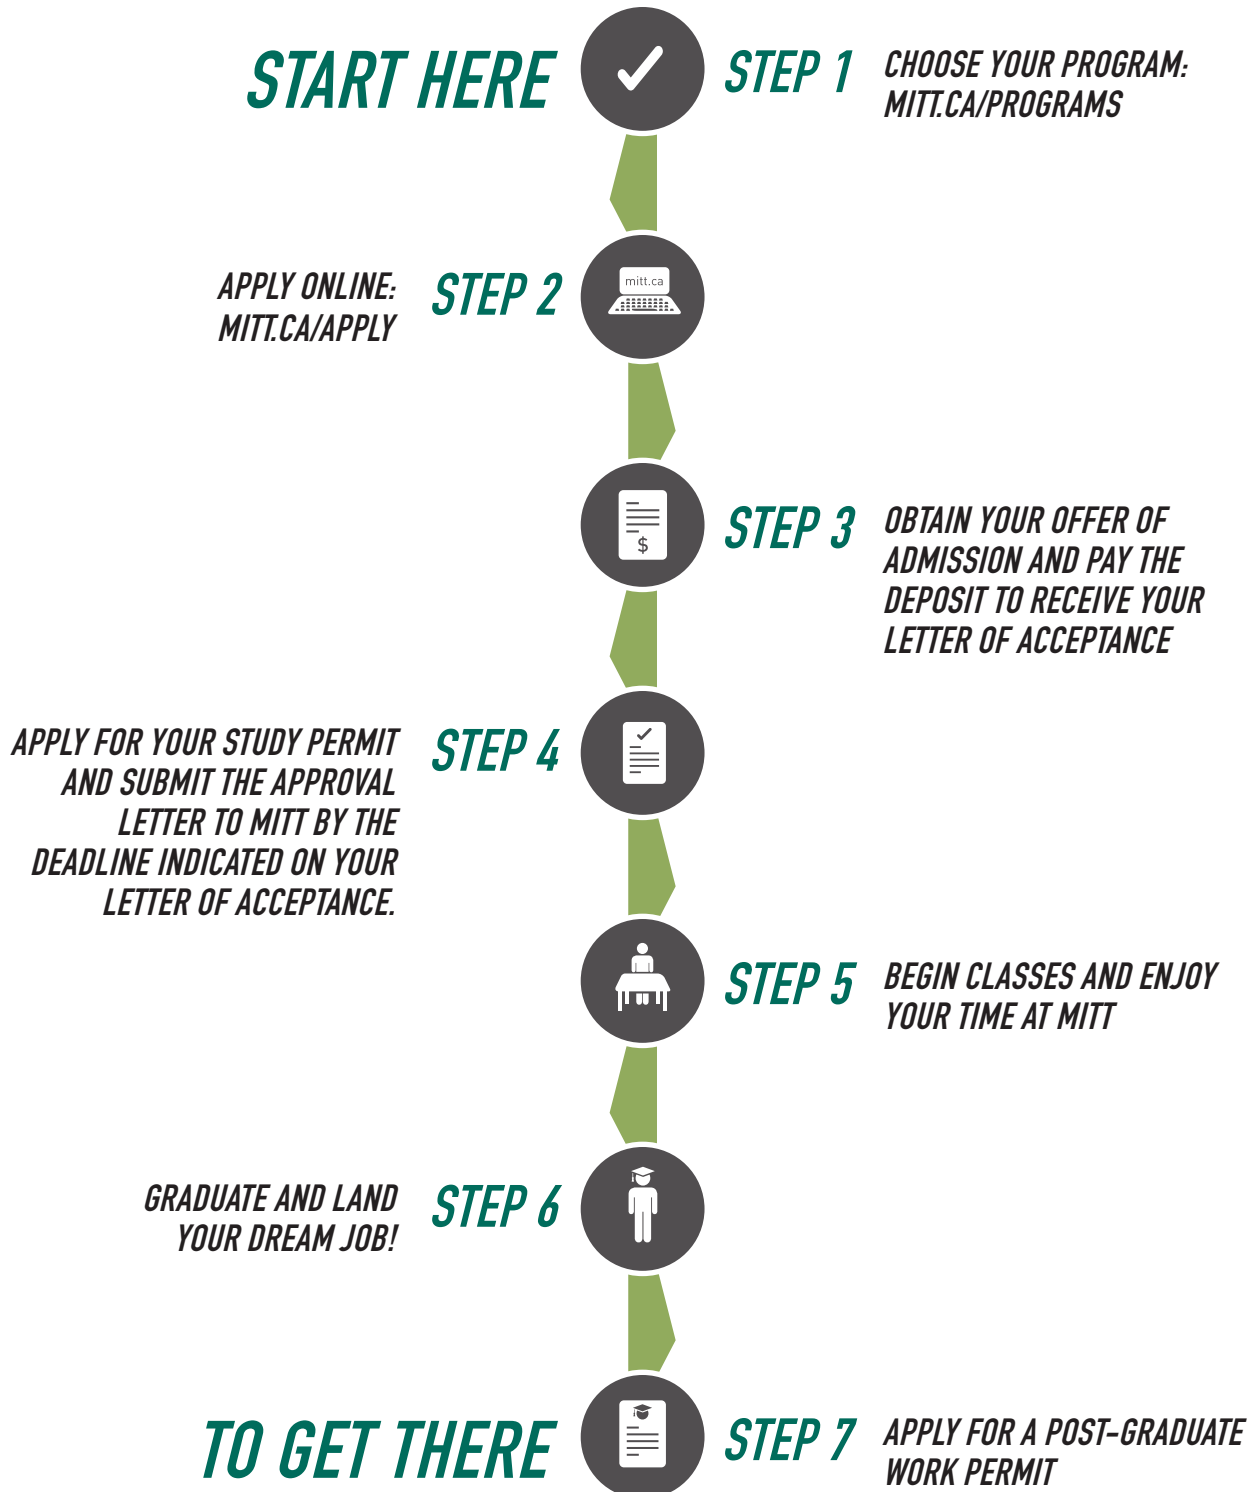 START HERE
STEP 1
CHOOSE YOUR PROGRAM:
MITT.CA/PROGRAMS
APPLY ONLINE:
MITT.CA/APPLY
STEP 2
mitt.ca
STEP 3
OBTAIN YOUR OFFER OF
ADMISSION AND PAY THE
DEPOSIT TO RECEIVE YOUR
LETTER OF ACCEPTANCE
$
APPLY FOR YOUR STUDY PERMIT
AND SUBMIT THE APPROVAL
LETTER TO MITT BY THE
DEADLINE INDICATED ON YOUR
LETTER OF ACCEPTANCE.
STEP 4
STEP 5
BEGIN CLASSES AND ENJOY
YOUR TIME AT MITT
GRADUATE AND LAND
YOUR DREAM JOB!
STEP 6
TO GET THERE
STEP 7
APPLY FOR A POST-GRADUATE
WORK PERMIT